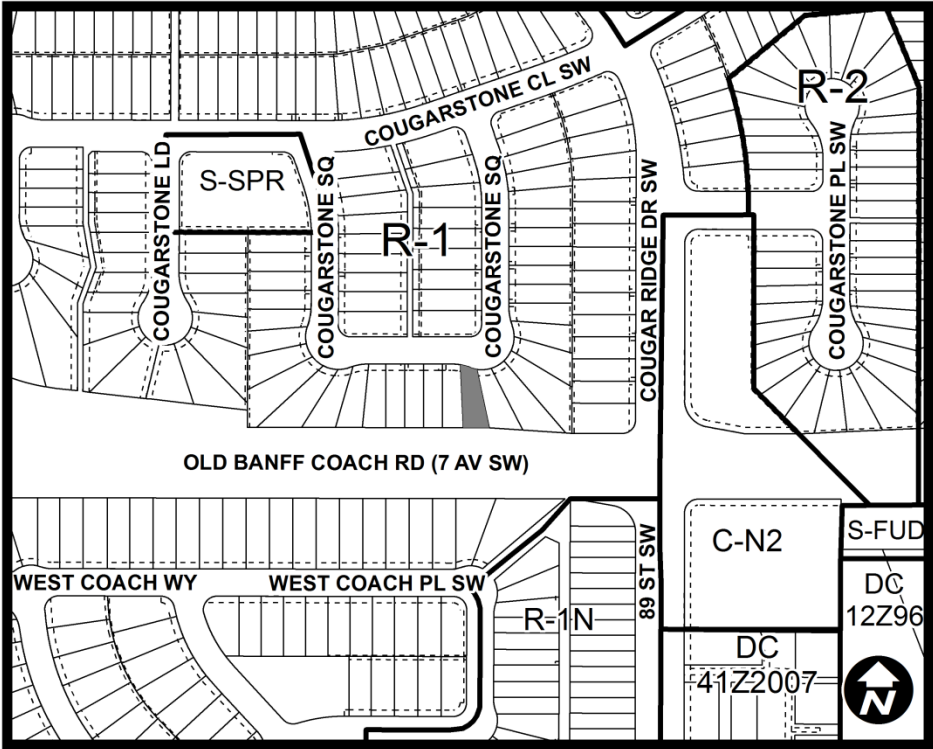 COUGARSTONE CL SW
R-2
COUGARSTONE LD
S-SPR
COUGARSTONE SQ
R-1
COUGARSTONE SQ
COUGAR RIDGE DR SW
COUGARSTONE PL SW
OLD BANFF COACH RD (7 AV SW)
WEST COACH WY
WEST COACH PL SW
R-1N
89 ST SW
C-N2
S-FUD
DC
12Z96
DC
41Z2007
N